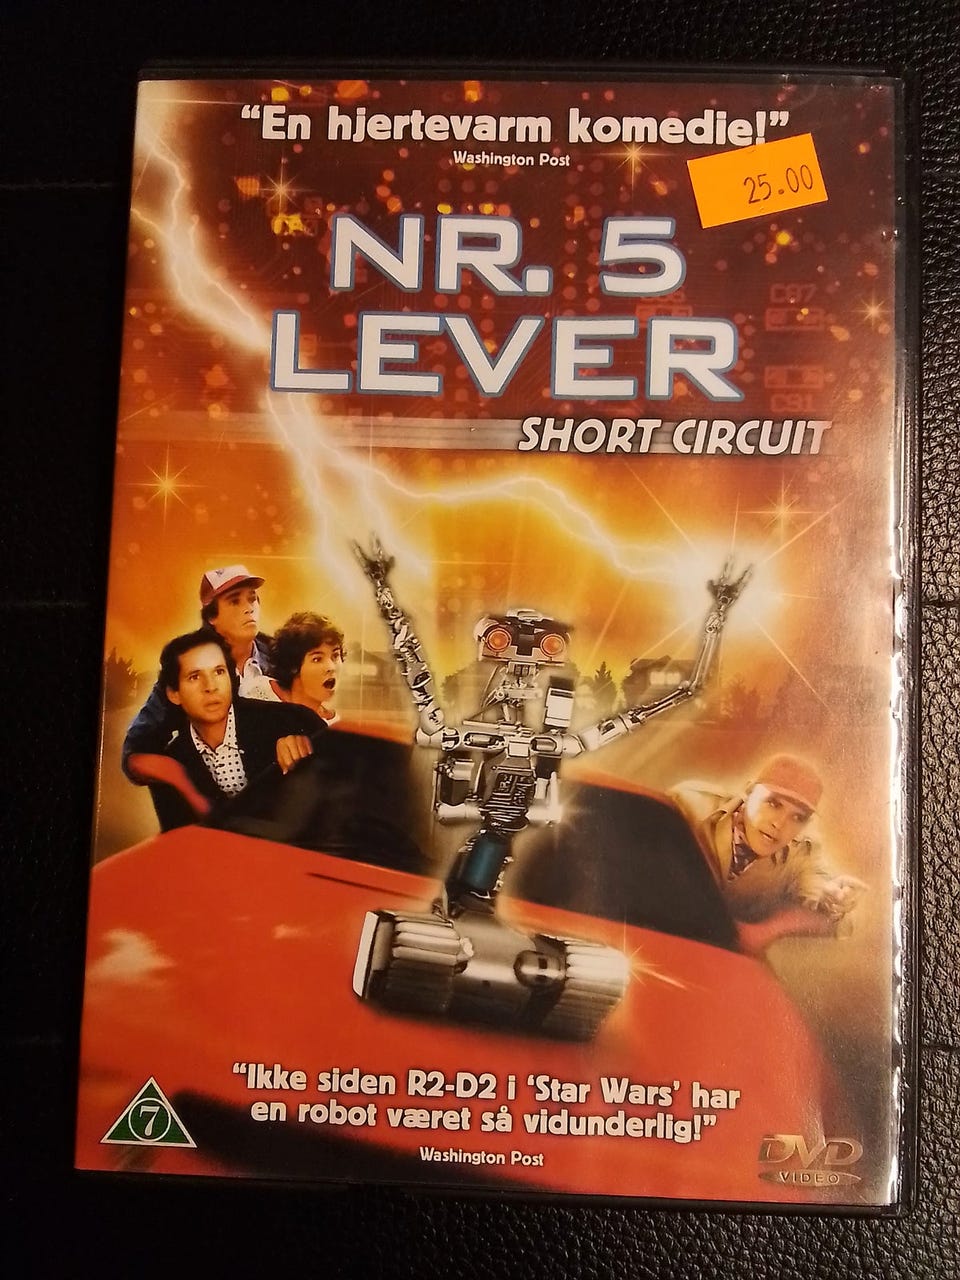 “En hjertevarm komedie!”
Washington Post
25.00
NR. 5
LEVER
SHORT CIRCUIT
“Ikke siden R2-D2 i ‘Star Wars’ har
en robot været så vidunderlig!”
Washington Post
7
DVD
VIDEO